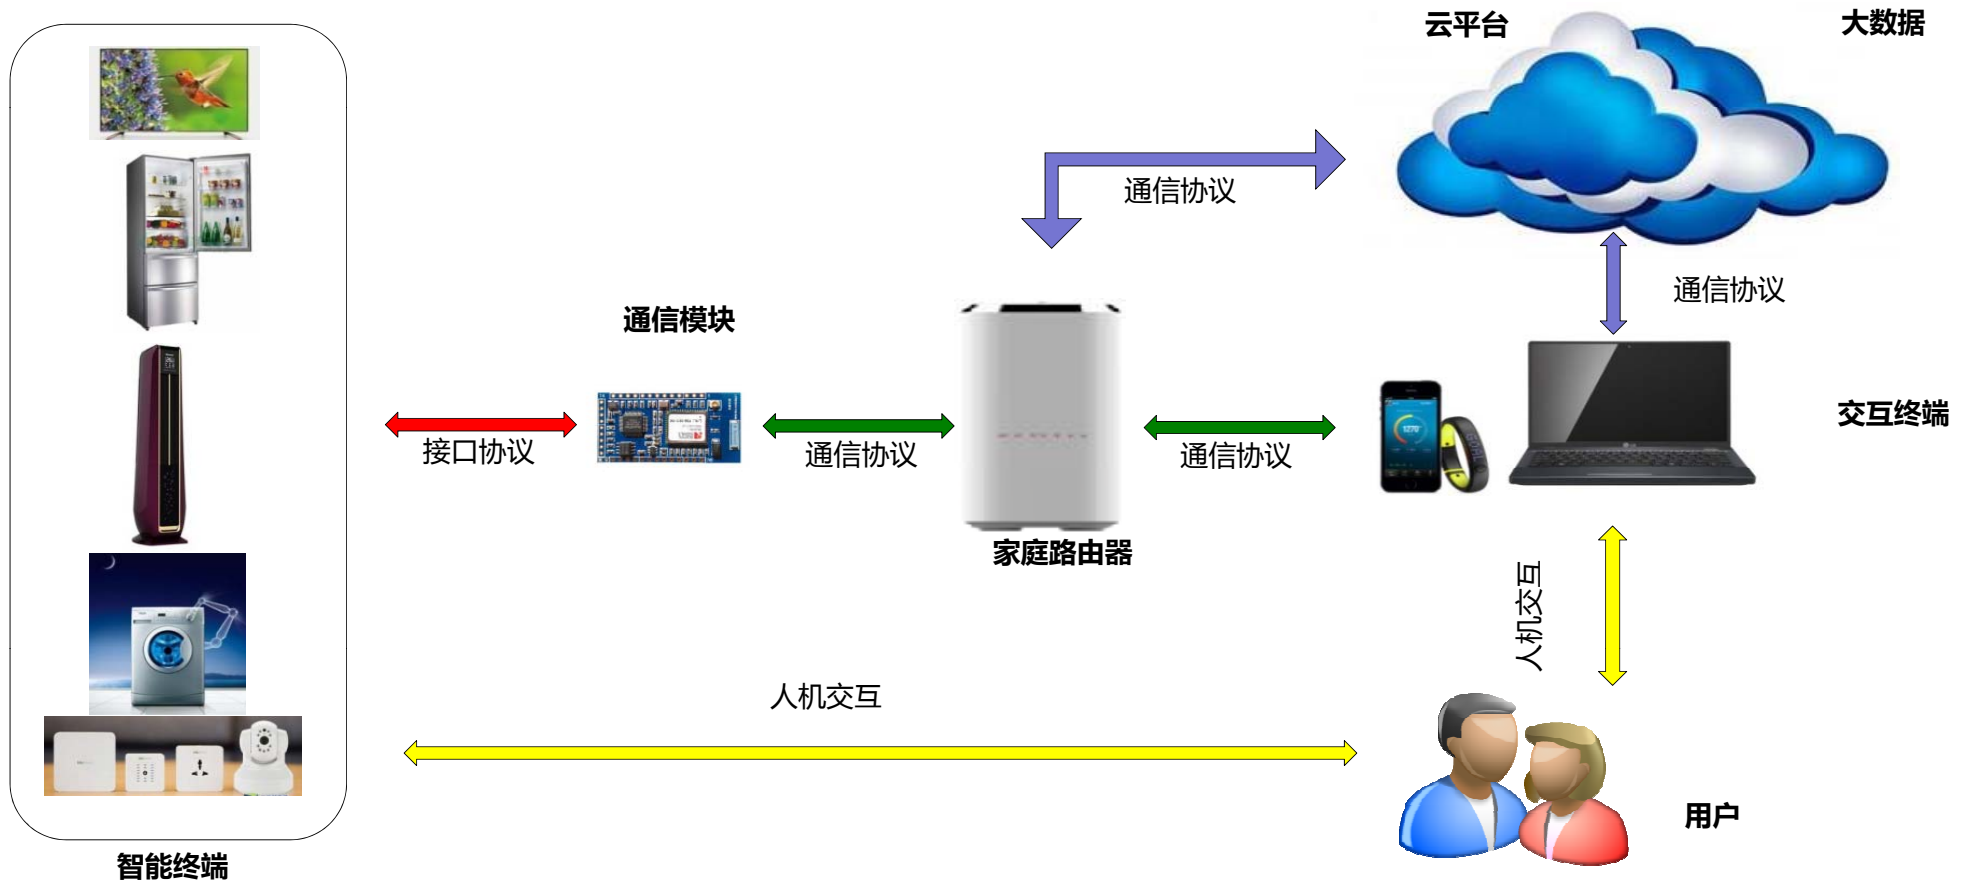 云平台
大数据
通信协议
通信协议
通信模块
交互终端
接口协议
通信协议
通信协议
家庭路由器
人机交互
人机交互
用户
智能终端